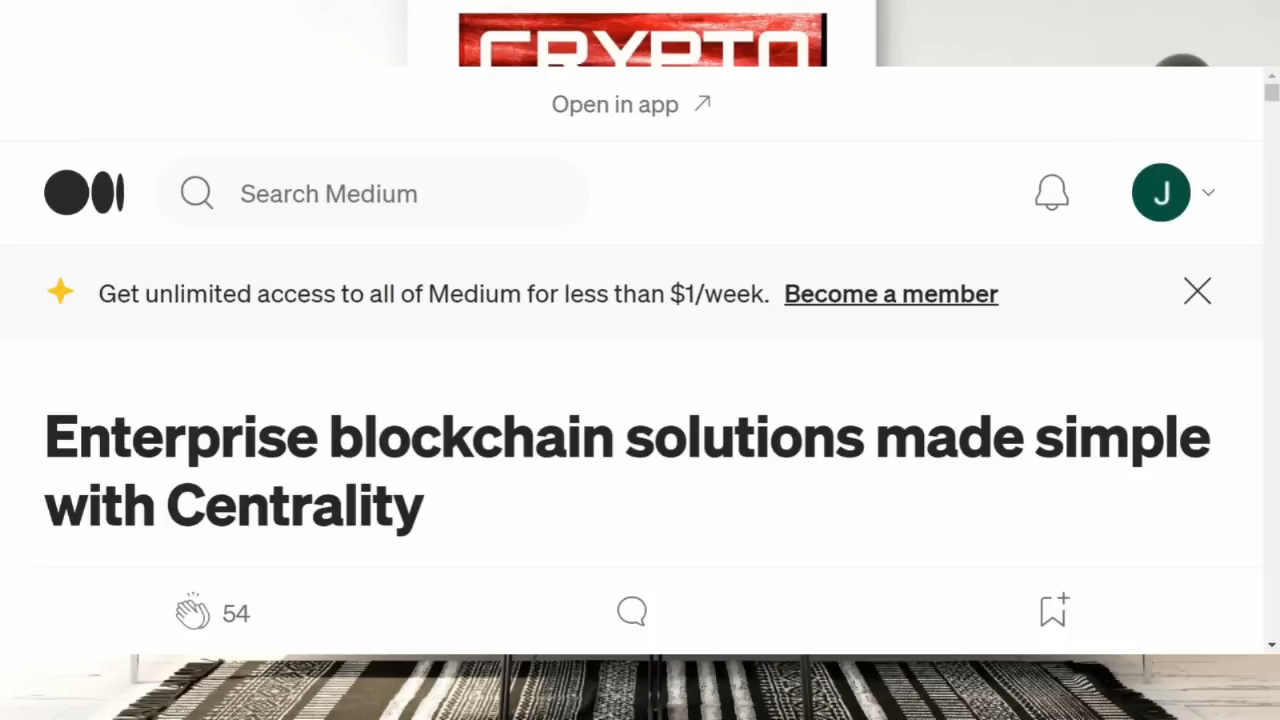 CRYPTO
Open in app
Search Medium
J
Get unlimited access to all of Medium for less than $1/week. Become a member
Enterprise blockchain solutions made simple
with Centrality
54